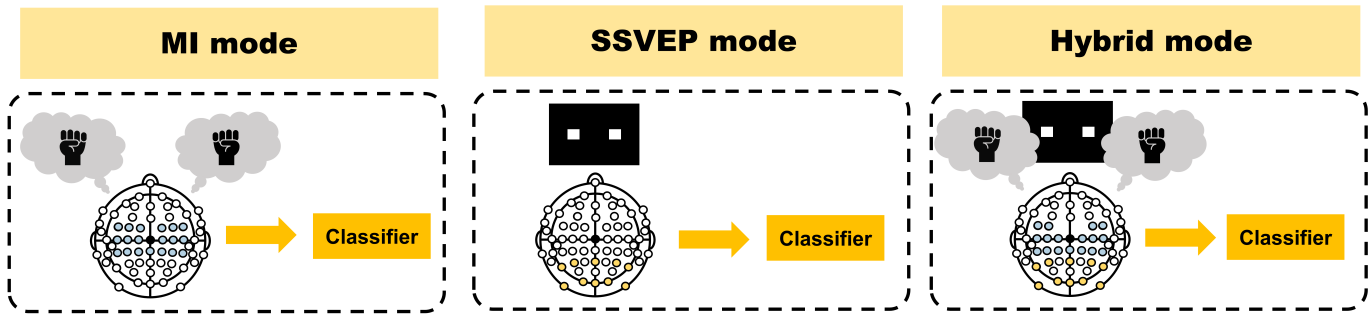 MI mode
SSVEP mode
Hybrid mode
Classifier
Classifier
Classifier